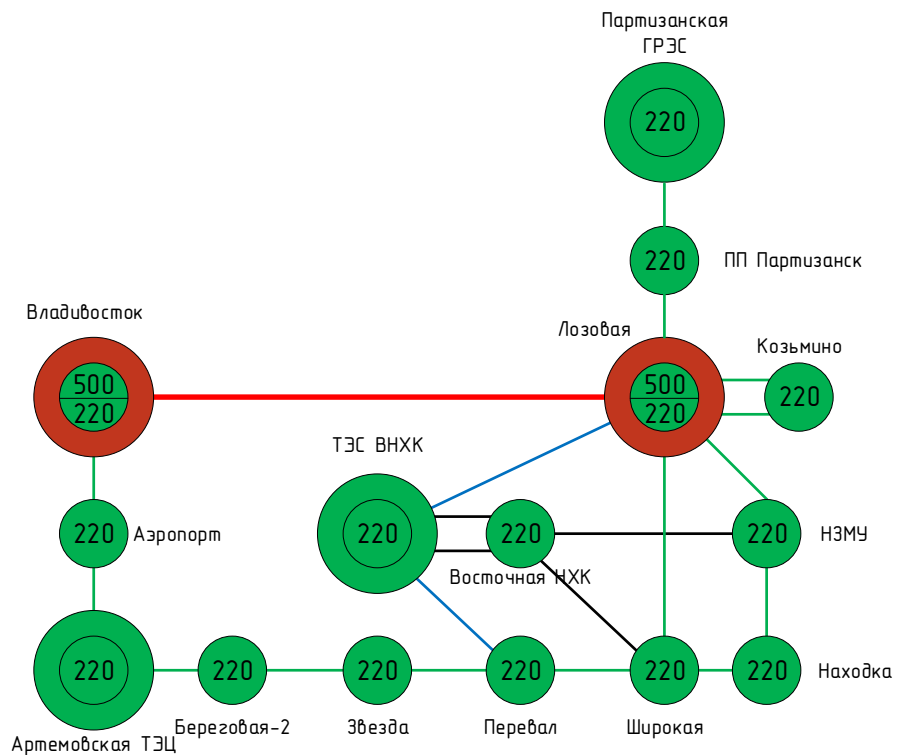 Партизанская
ГРЭС
220
220
ПП Партизанск
Владивосток
Лозовая
Козьмино
500
220
500
220
220
ТЭС ВНХК
220
Аэропорт
220
220
Восточная НХК
220
НЗМУ
220
220
220
220
220
220
Находка
Артемовская ТЭЦ
Береговая-2
Звезда
Перевал
Широкая